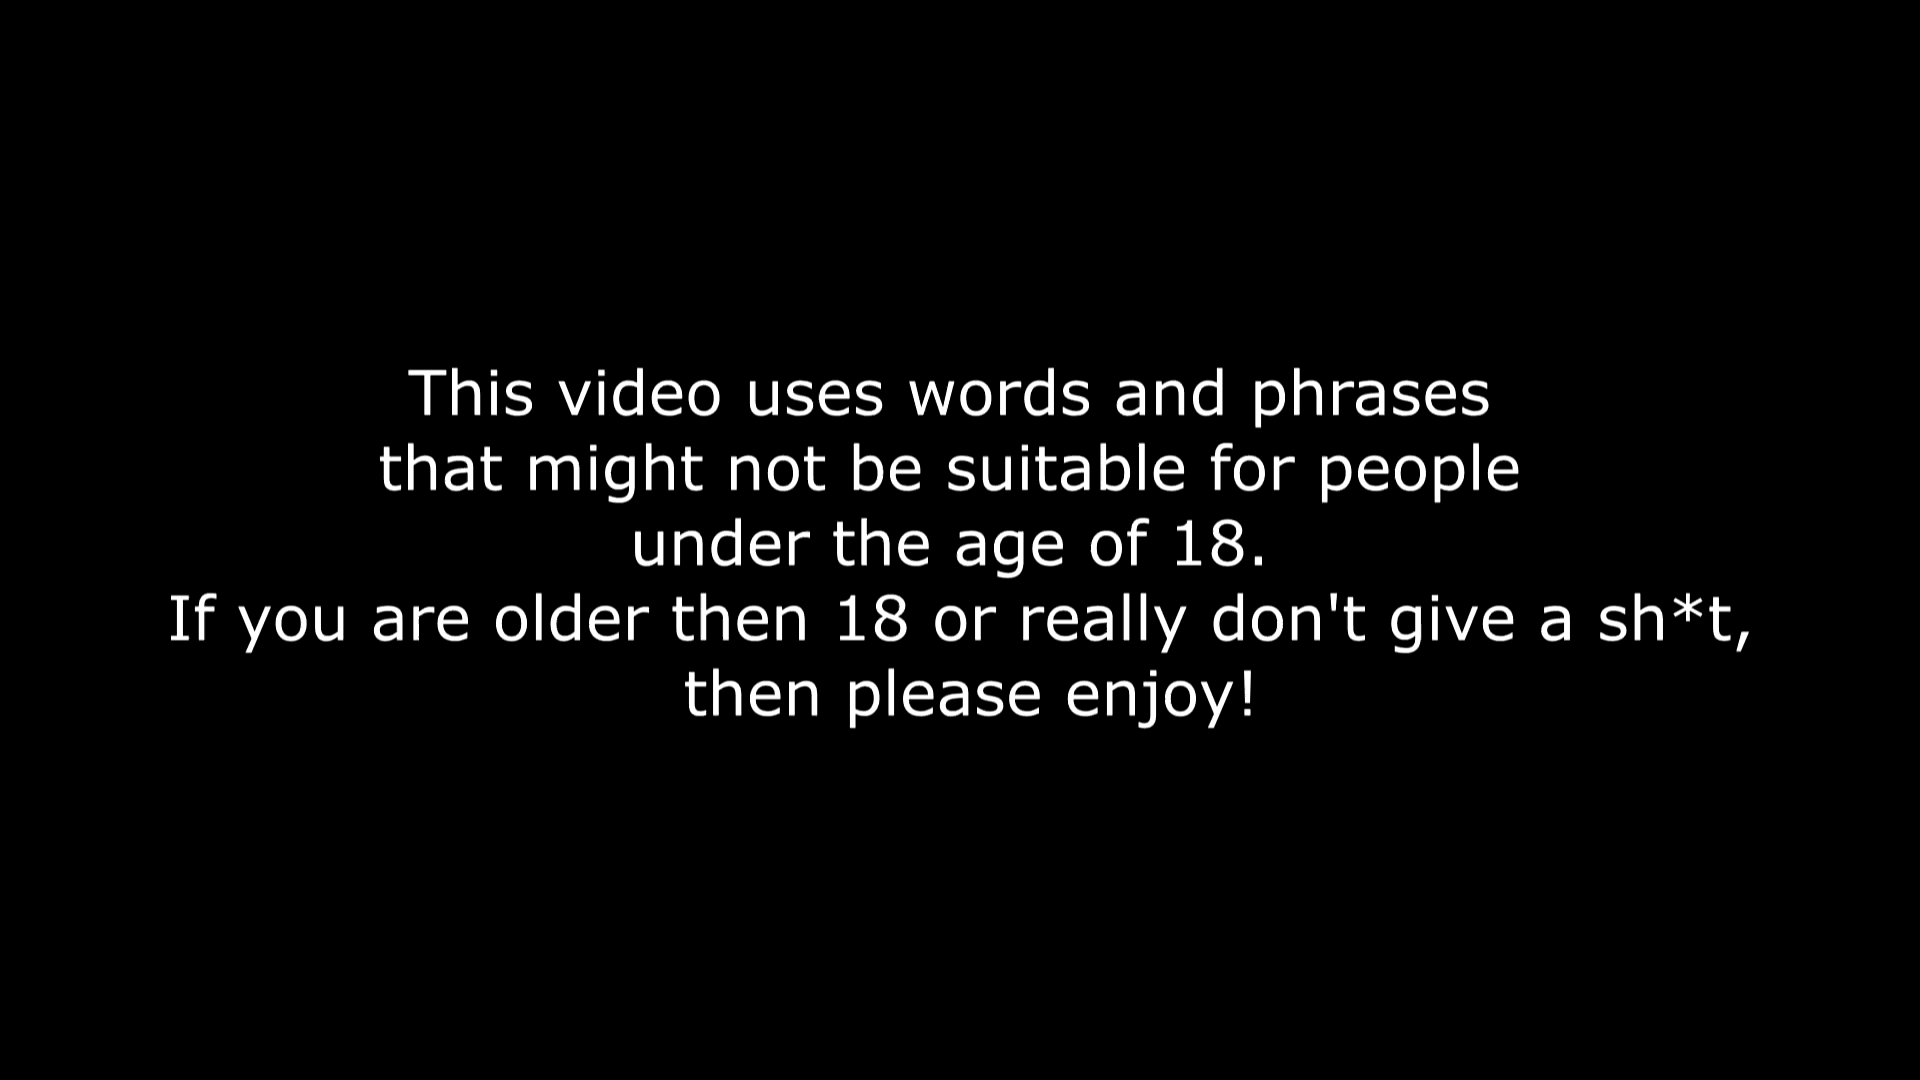 This video uses words and phrases
that might not be suitable for people
under the age of 18.
If you are older then 18 or really don't give a sh*t,
then please enjoy!